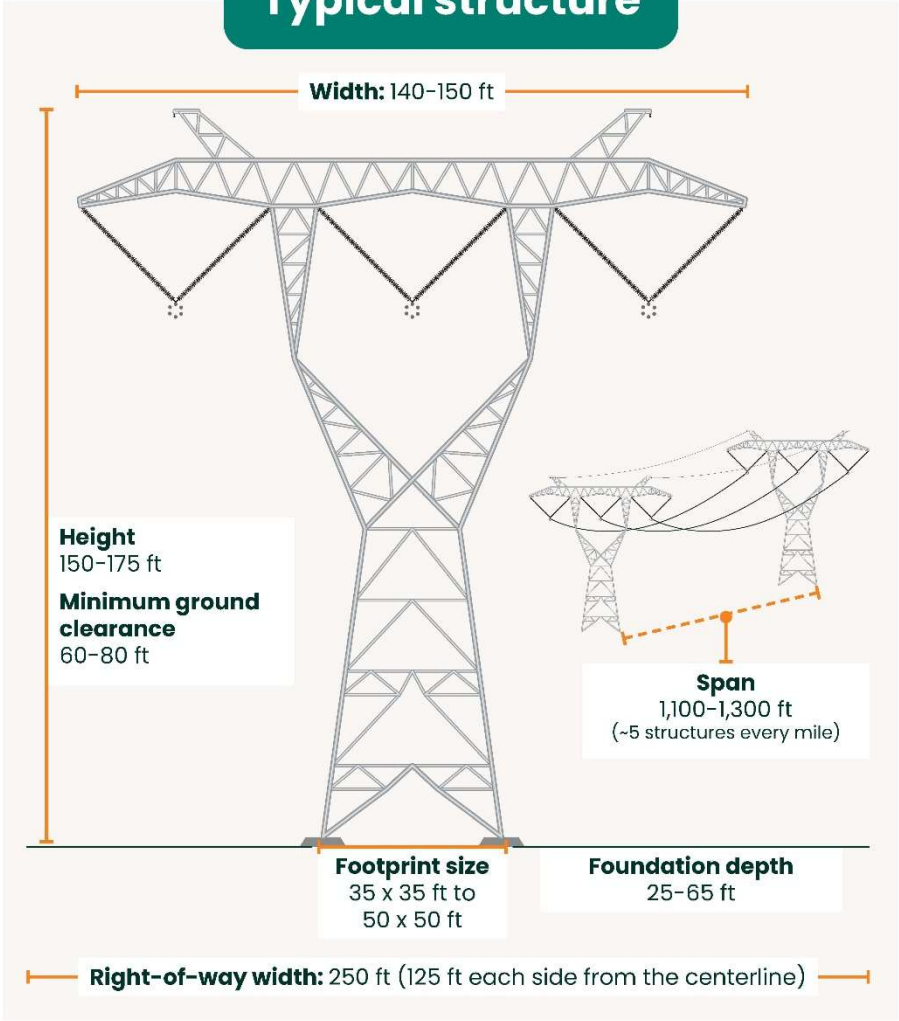 Typical structure
Width: 140-150 ft
Height
150-175 ft
Minimum ground
clearance
60-80 ft
Span
1,100-1,300 ft
(~5 structures every mile)
Footprint size
35 x 35 ft to
50 x 50 ft
Foundation depth
25-65 ft
Right-of-way width: 250 ft (125 ft each side from the centerline)